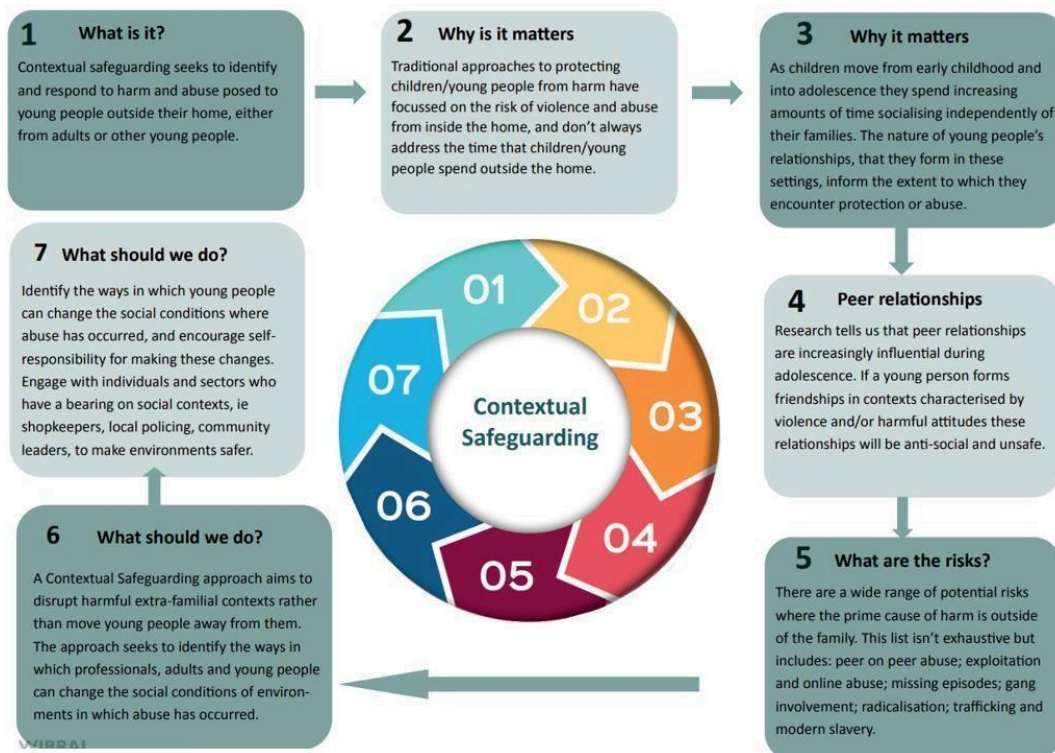 1 What is it?
Contextual safeguarding seeks to identify
and respond to harm and abuse posed to
young people outside their home, either
from adults or other young people.
2 Why is it matters
Traditional approaches to protecting
children/young people from harm have
focussed on the risk of violence and abuse
from inside the home, and don't always
address the time that children/young
people spend outside the home.
3 Why it matters
As children move from early childhood and
into adolescence they spend increasing
amounts of time socialising independently of
their families. The nature of young people's
relationships, that they form in these
settings, inform the extent to which they
encounter protection or abuse.
4 Peer relationships
Research tells us that peer relationships
are increasingly influential during
adolescence. If a young person forms
friendships in contexts characterised by
violence and/or harmful attitudes these
relationships will be anti-social and unsafe.
5 What are the risks?
There are a wide range of potential risks
where the prime cause of harm is outside
of the family. This list isn't exhaustive but
includes: peer on peer abuse; exploitation
and online abuse; missing episodes; gang
involvement; radicalisation; trafficking and
modern slavery.
6 What should we do?
A Contextual Safeguarding approach aims to
disrupt harmful extra-familial contexts rather
than move young people away from them.
The approach seeks to identify the ways in
which professionals, adults and young people
can change the social conditions of environ-
ments in which abuse has occurred.
7 What should we do?
Identify the ways in which young people
can change the social conditions where
abuse has occurred, and encourage self-
responsibility for making these changes.
Engage with individuals and sectors who
have a bearing on social contexts, ie
shopkeepers, local policing, community
leaders, to make environments safer.
01
02
03
04
05
06
07
Contextual
Safeguarding
WIRRAL